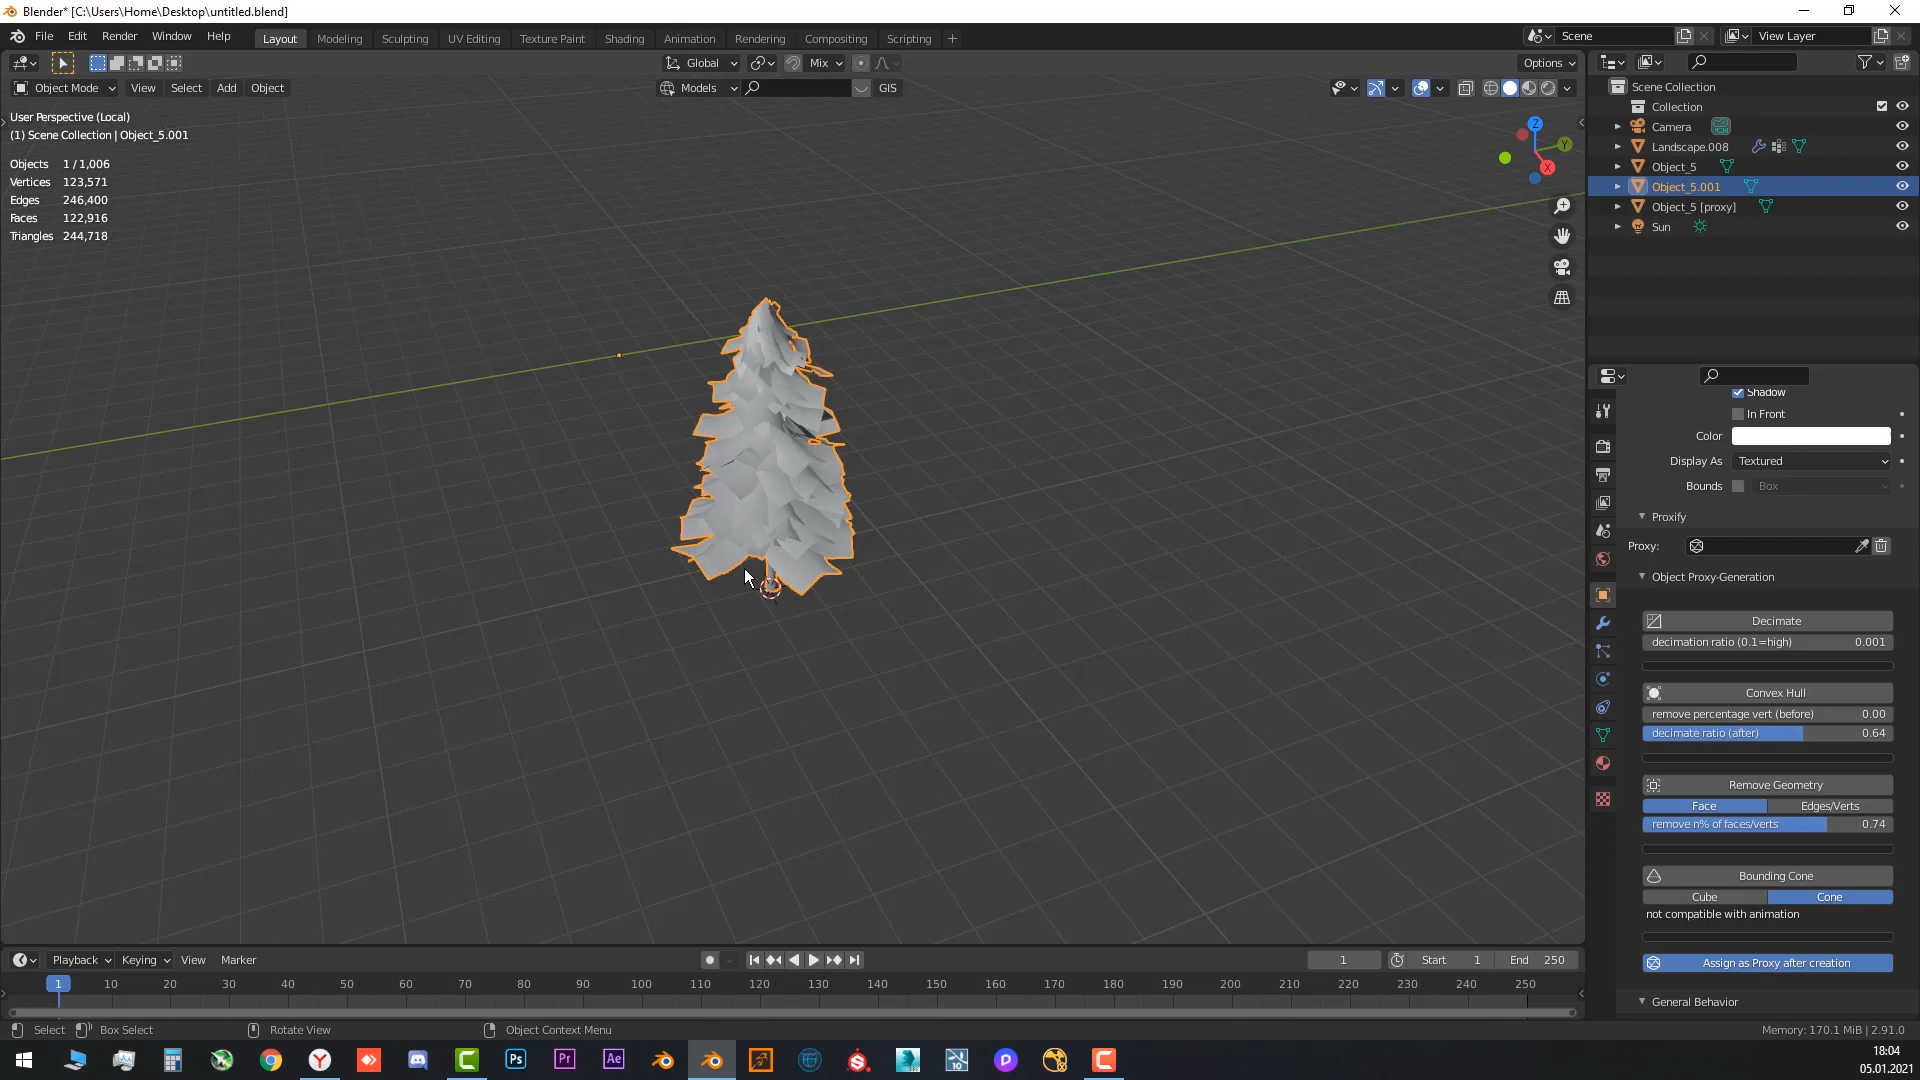 Blender* [C:\Users\Home\Desktop\untitled.blend]
File Edit Render Window Help
Layout Modeling Sculpting UV Editing Texture Paint Shading Animation Rendering Compositing Scripting +
Scene
View Layer
Global
Mix
Options
Object Mode View Select Add Object
Models
GIS
User Perspective (Local)
(1) Scene Collection | Object_5.001
Objects 1 / 1,006
Vertices 123,571
Edges 246,400
Faces 122,916
Triangles 244,718
Z
Y
X
Scene Collection
Collection
Camera
Landscape.008
Object_5
Object_5.001
Object_5 [proxy]
Sun
Shadow
In Front
Color
Display As Textured
Bounds Box
Proxify
Proxy:
Object Proxy-Generation
Decimate
decimation ratio (0.1=high) 0.001
Convex Hull
remove percentage vert (before) 0.00
decimate ratio (after) 0.64
Remove Geometry
Face Edges/Verts
remove n% of faces/verts 0.74
Bounding Cone
Cube Cone
not compatible with animation
Assign as Proxy after creation
General Behavior
Playback Keying View Marker
1
Start 1
End 250
1 10 20 30 40 50 60 70 80 90 100 110 120 130 140 150 160 170 180 190 200 210 220 230 240 250
Select Box Select Rotate View Object Context Menu
Memory: 170.1 MiB | 2.91.0
Y
Ps
Pr
Ae
10
C
18:04
05.01.2021